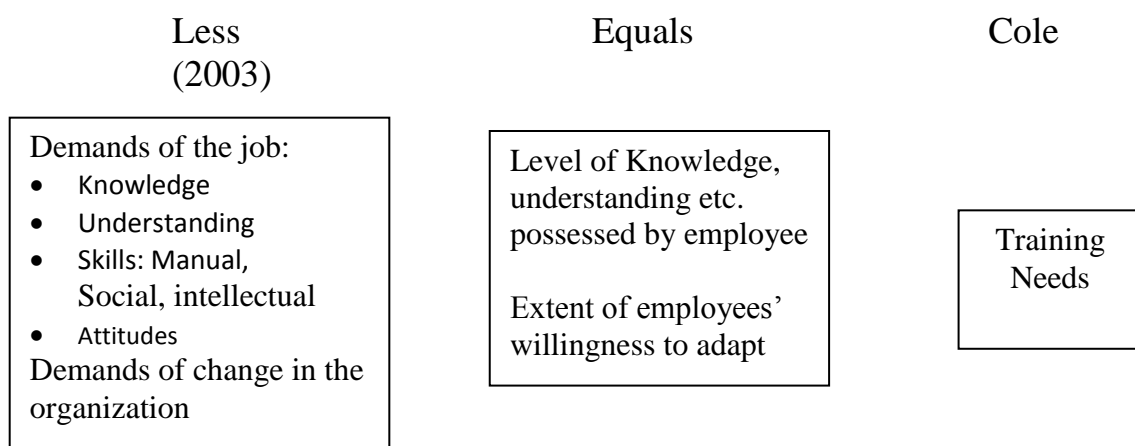 Less Equals Cole
(2003)
Demands of the job:
• Knowledge
• Understanding
• Skills: Manual,
Social, intellectual
• Attitudes
Demands of change in the
organization
Level of Knowledge,
understanding etc.
possessed by employee
Extent of employees’
willingness to adapt
Training
Needs